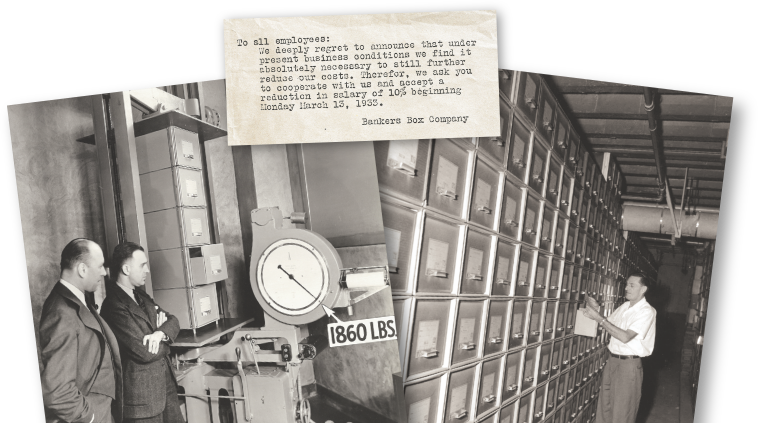 To all employees:
We deeply regret to announce that under
present business conditions we find it
absolutely necessary to still further
reduce our costs. Therefor, we ask you
to cooperate with us and accept a
reduction in salary of 10% beginning
Monday March 13, 1933.
Bankers Box Company
1860 LBS.